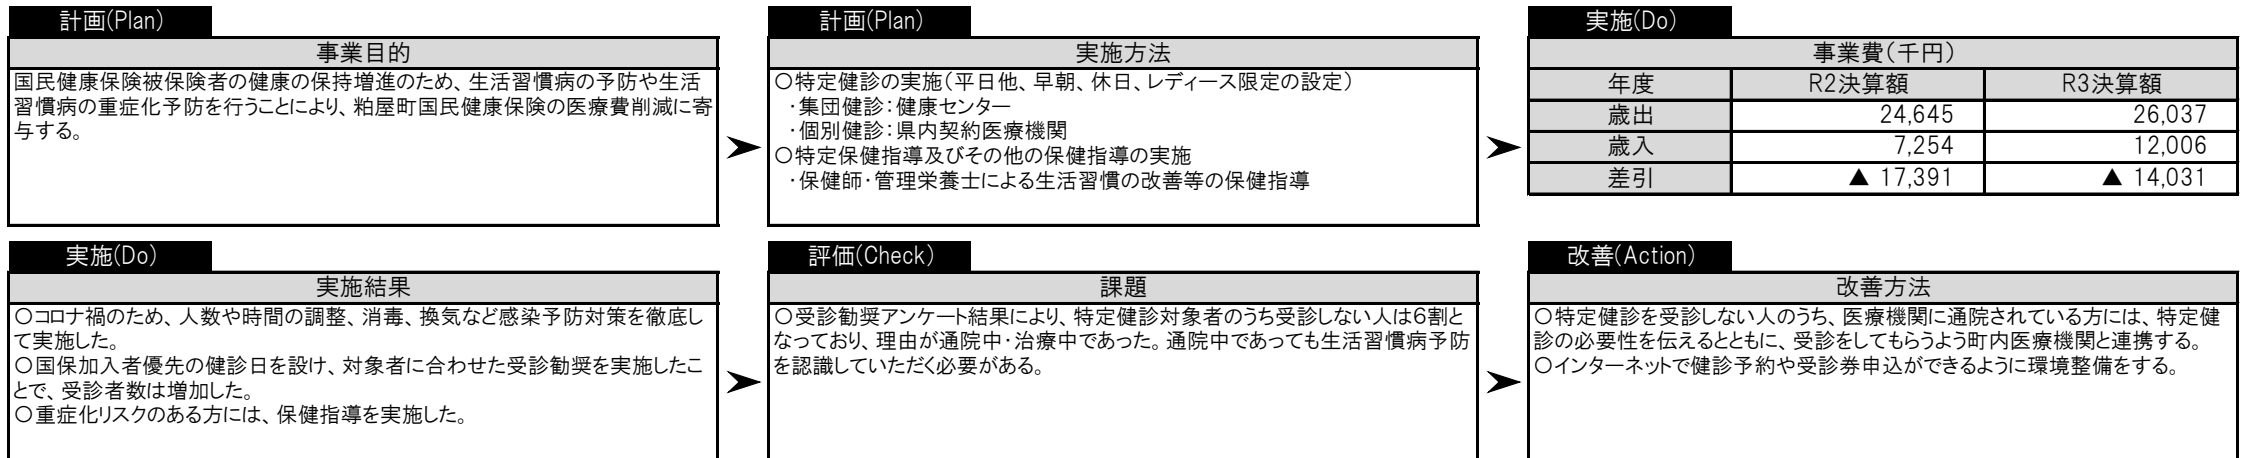 計画(Plan)
事業目的
国民健康保険被保険者の健康の保持増進のため、生活習慣病の予防や生活
習慣病の重症化予防を行うことにより、粕屋町国民健康保険の医療費削減に寄
与する。
計画(Plan)
実施方法
○特定健診の実施(平日他、早朝、休日、レディース限定の設定)
・集団健診：健康センター
・個別健診：県内契約医療機関
○特定保健指導及びその他の保健指導の実施
・保健師・管理栄養士による生活習慣の改善等の保健指導
実施(Do)
事業費(千円)
年度 R2決算額 R3決算額
歳出 24,645 26,037
歳入 7,254 12,006
差引 ▲ 17,391 ▲ 14,031
実施(Do)
実施結果
○コロナ禍のため、人数や時間の調整、消毒、換気など感染予防対策を徹底し
て実施した。
○国保加入者優先の健診日を設け、対象者に合わせた受診勧奨を実施したこ
とで、受診者数は増加した。
○重症化リスクのある方には、保健指導を実施した。
評価(Check)
課題
○受診勧奨アンケート結果により、特定健診対象者のうち受診しない人は6割と
なっており、理由が通院中・治療中であった。通院中であっても生活習慣病予防
を認識していただく必要がある。
改善(Action)
改善方法
○特定健診を受診しない人のうち、医療機関に通院されている方には、特定健
診の必要性を伝えるとともに、受診をしてもらうよう町内医療機関と連携する。
○インターネットで健診予約や受診券申込ができるように環境整備をする。